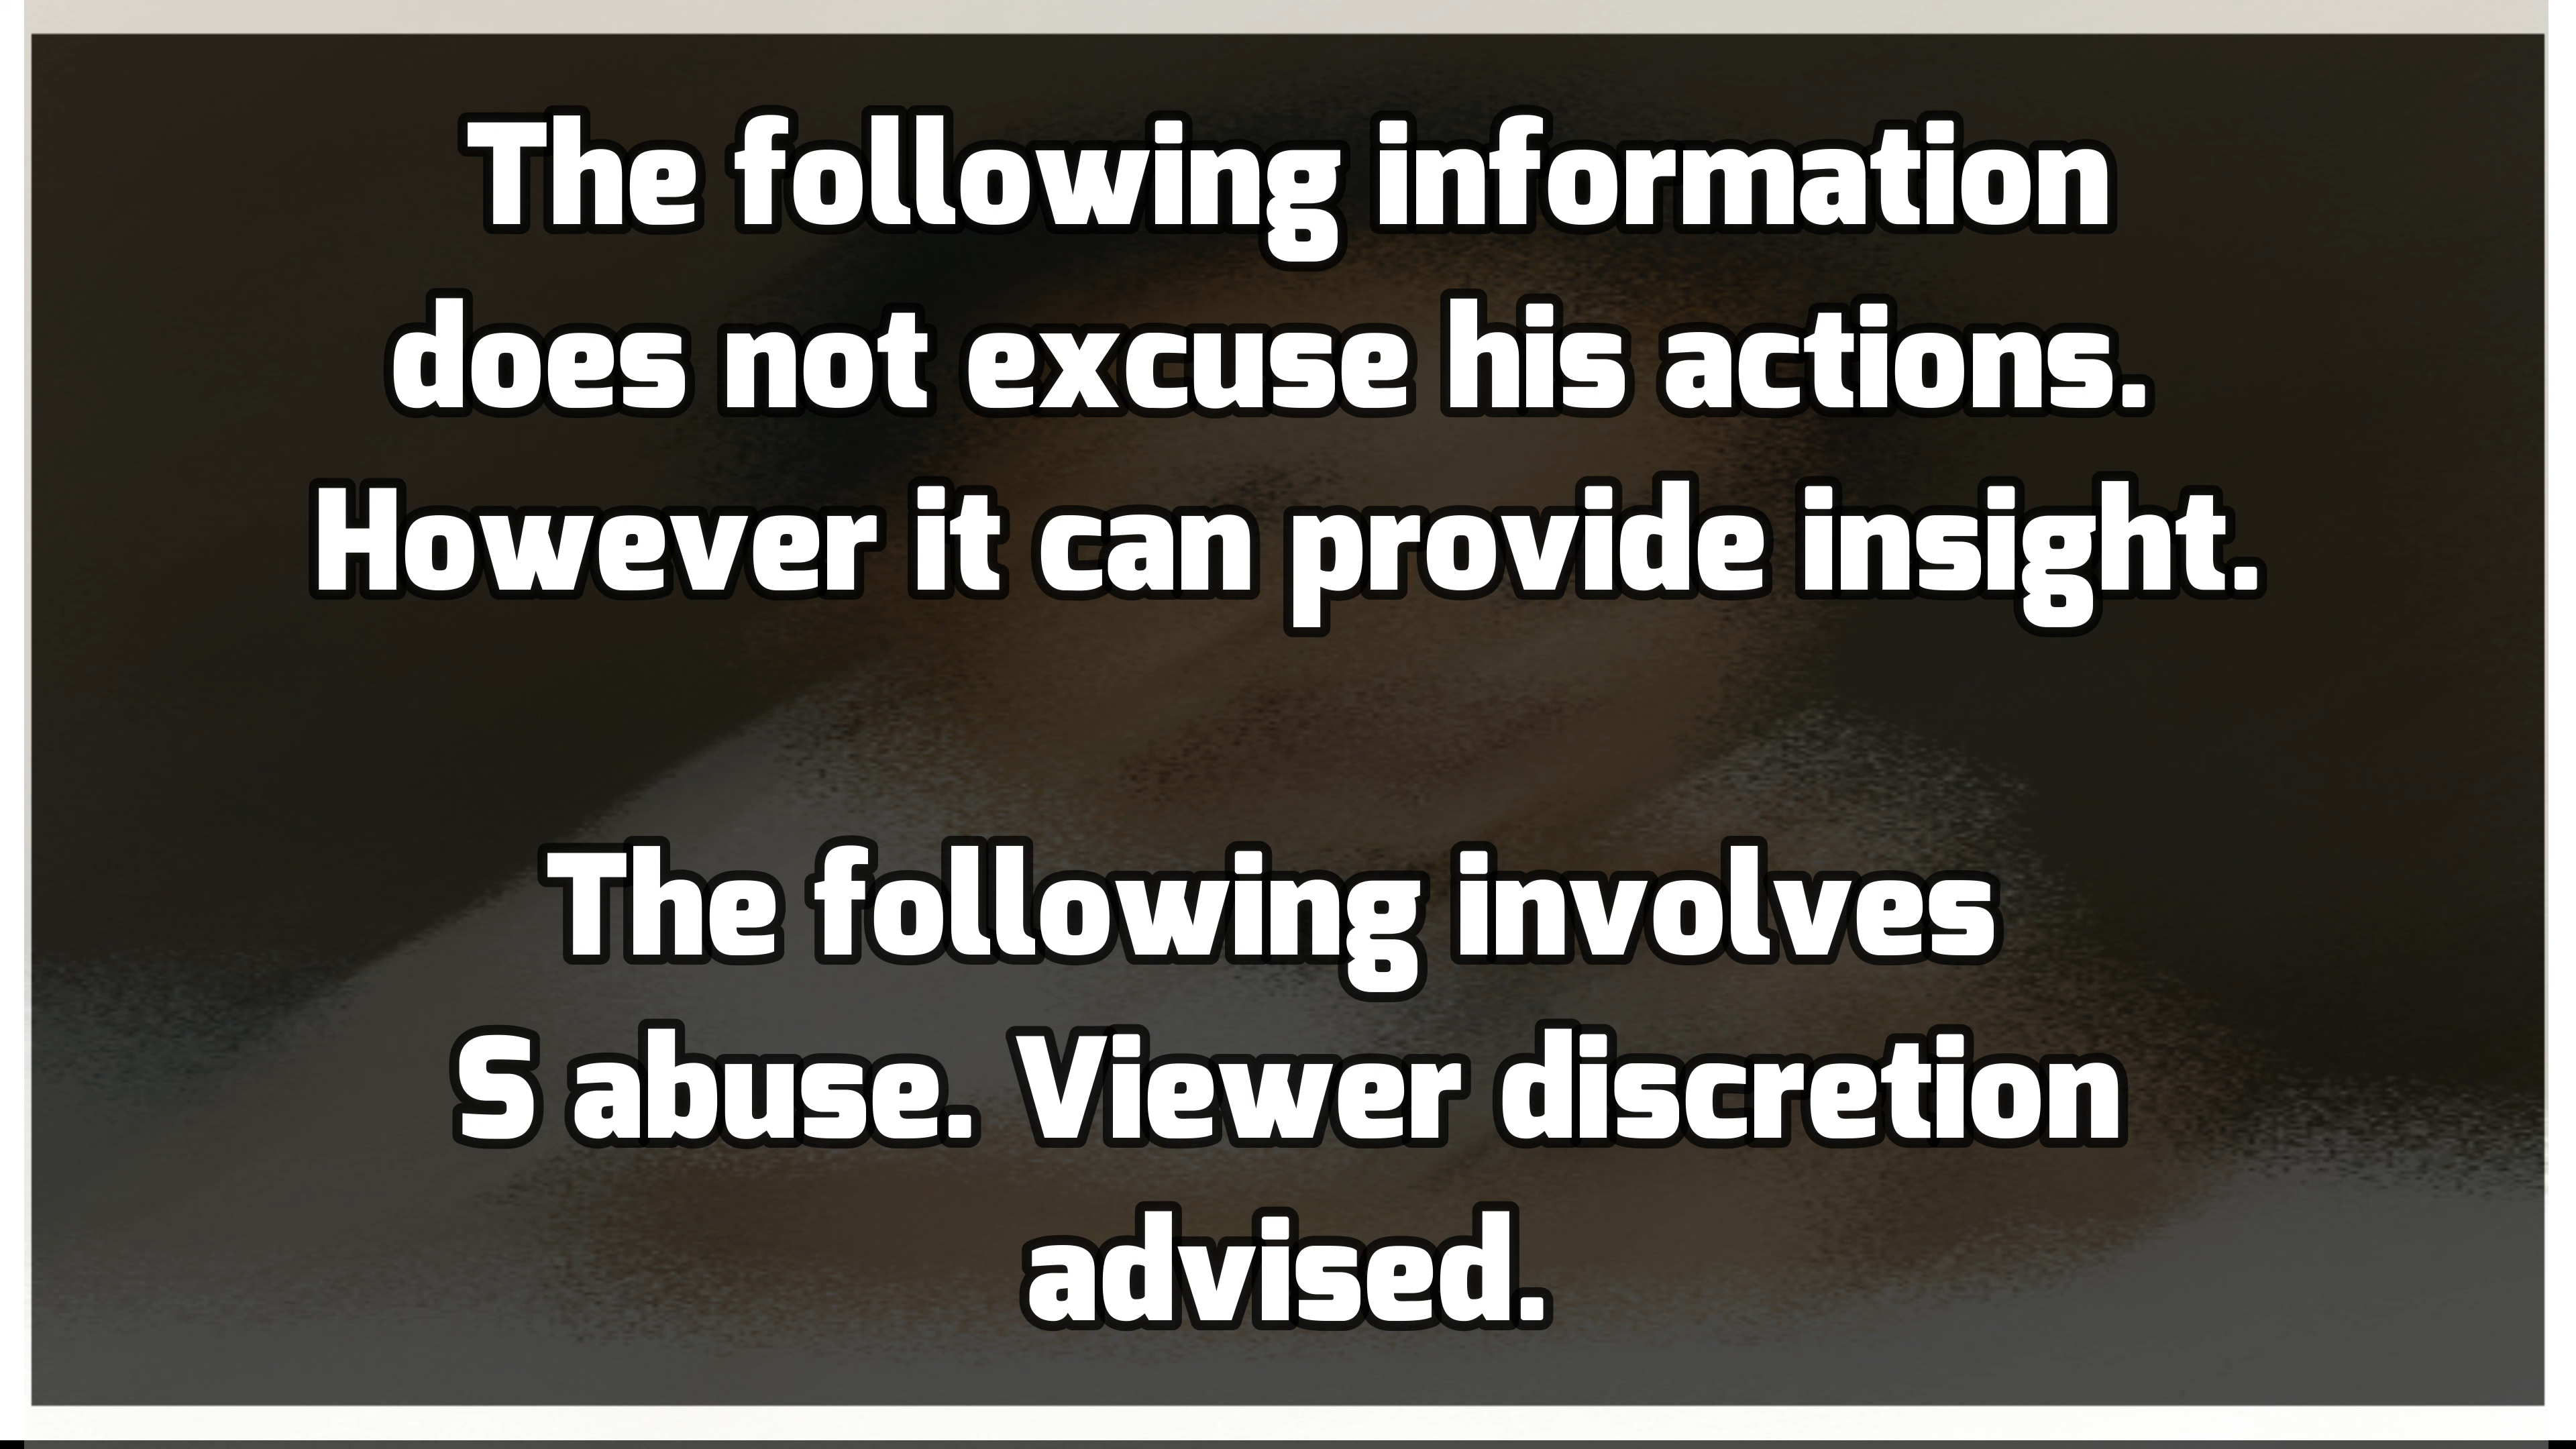 The following information
does not excuse his actions.
However it can provide insight.
The following involves
S abuse. Viewer discretion
advised.